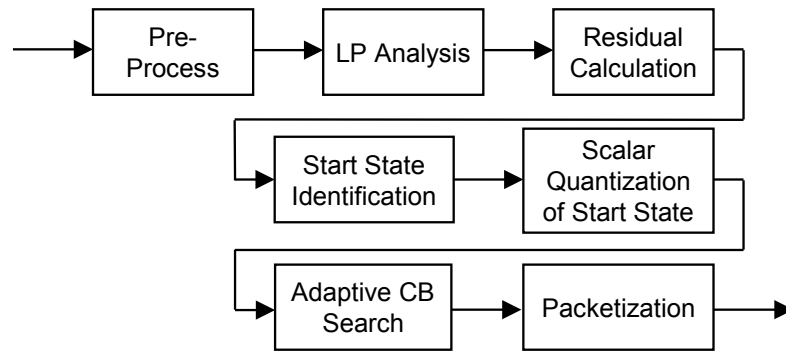 Pre-
Process
LP Analysis
Residual
Calculation
Start State
Identification
Scalar
Quantization
of Start State
Adaptive CB
Search
Packetization